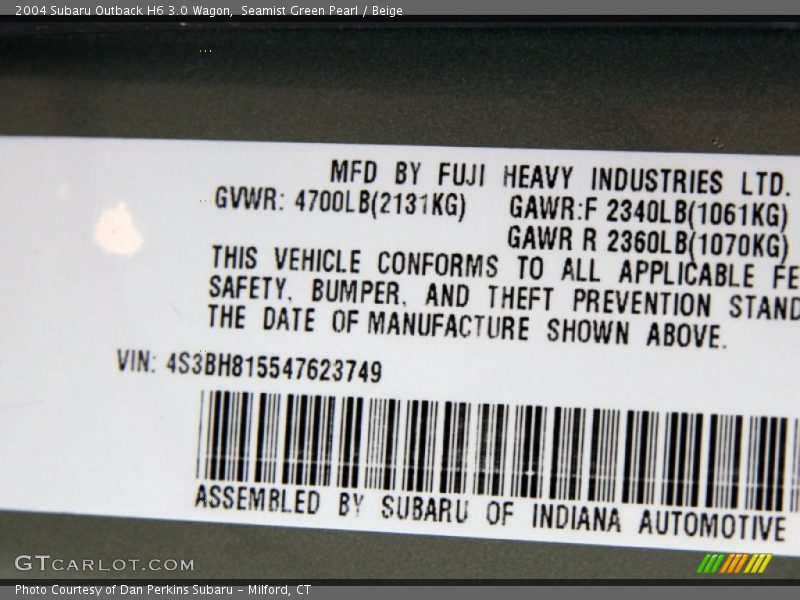 2004 Subaru Outback H6 3.0 Wagon, Seamist Green Pearl / Beige
MFD BY FUJI HEAVY INDUSTRIES LTD.
GVWR: 4700LB(2131KG) GAWR:F 2340LB(1061KG)
GAWR R 2360LB(1070KG)
THIS VEHICLE CONFORMS TO ALL APPLICABLE FE
SAFETY, BUMPER, AND THEFT PREVENTION STAND
THE DATE OF MANUFACTURE SHOWN ABOVE.
VIN: 4S3BH815547623749
ASSEMBLED BY SUBARU OF INDIANA AUTOMOTIVE
GTCARLOT.COM
Photo Courtesy of Dan Perkins Subaru - Milford, CT